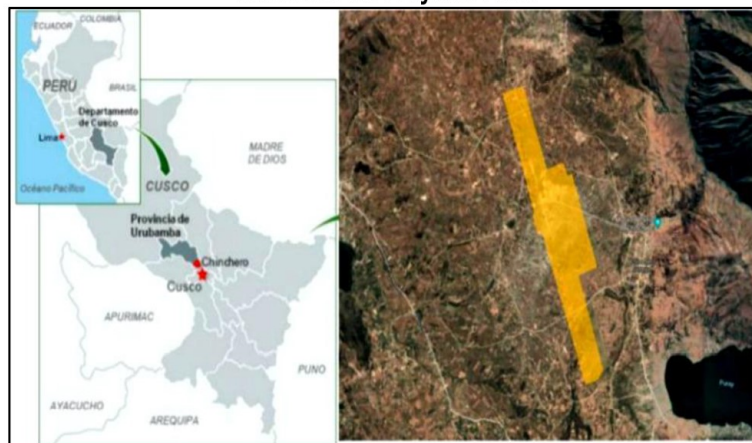 ECUADOR
COLOMBIA
PERÚ
BRASIL
Departamento
de Cusco
Lima
Océano Pacífico
MADRE
DE DIOS
CUSCO
Provincia de
Urubamba
Chinchero
Cusco
APURIMAC
PUNO
AYACUCHO
AREQUIPA